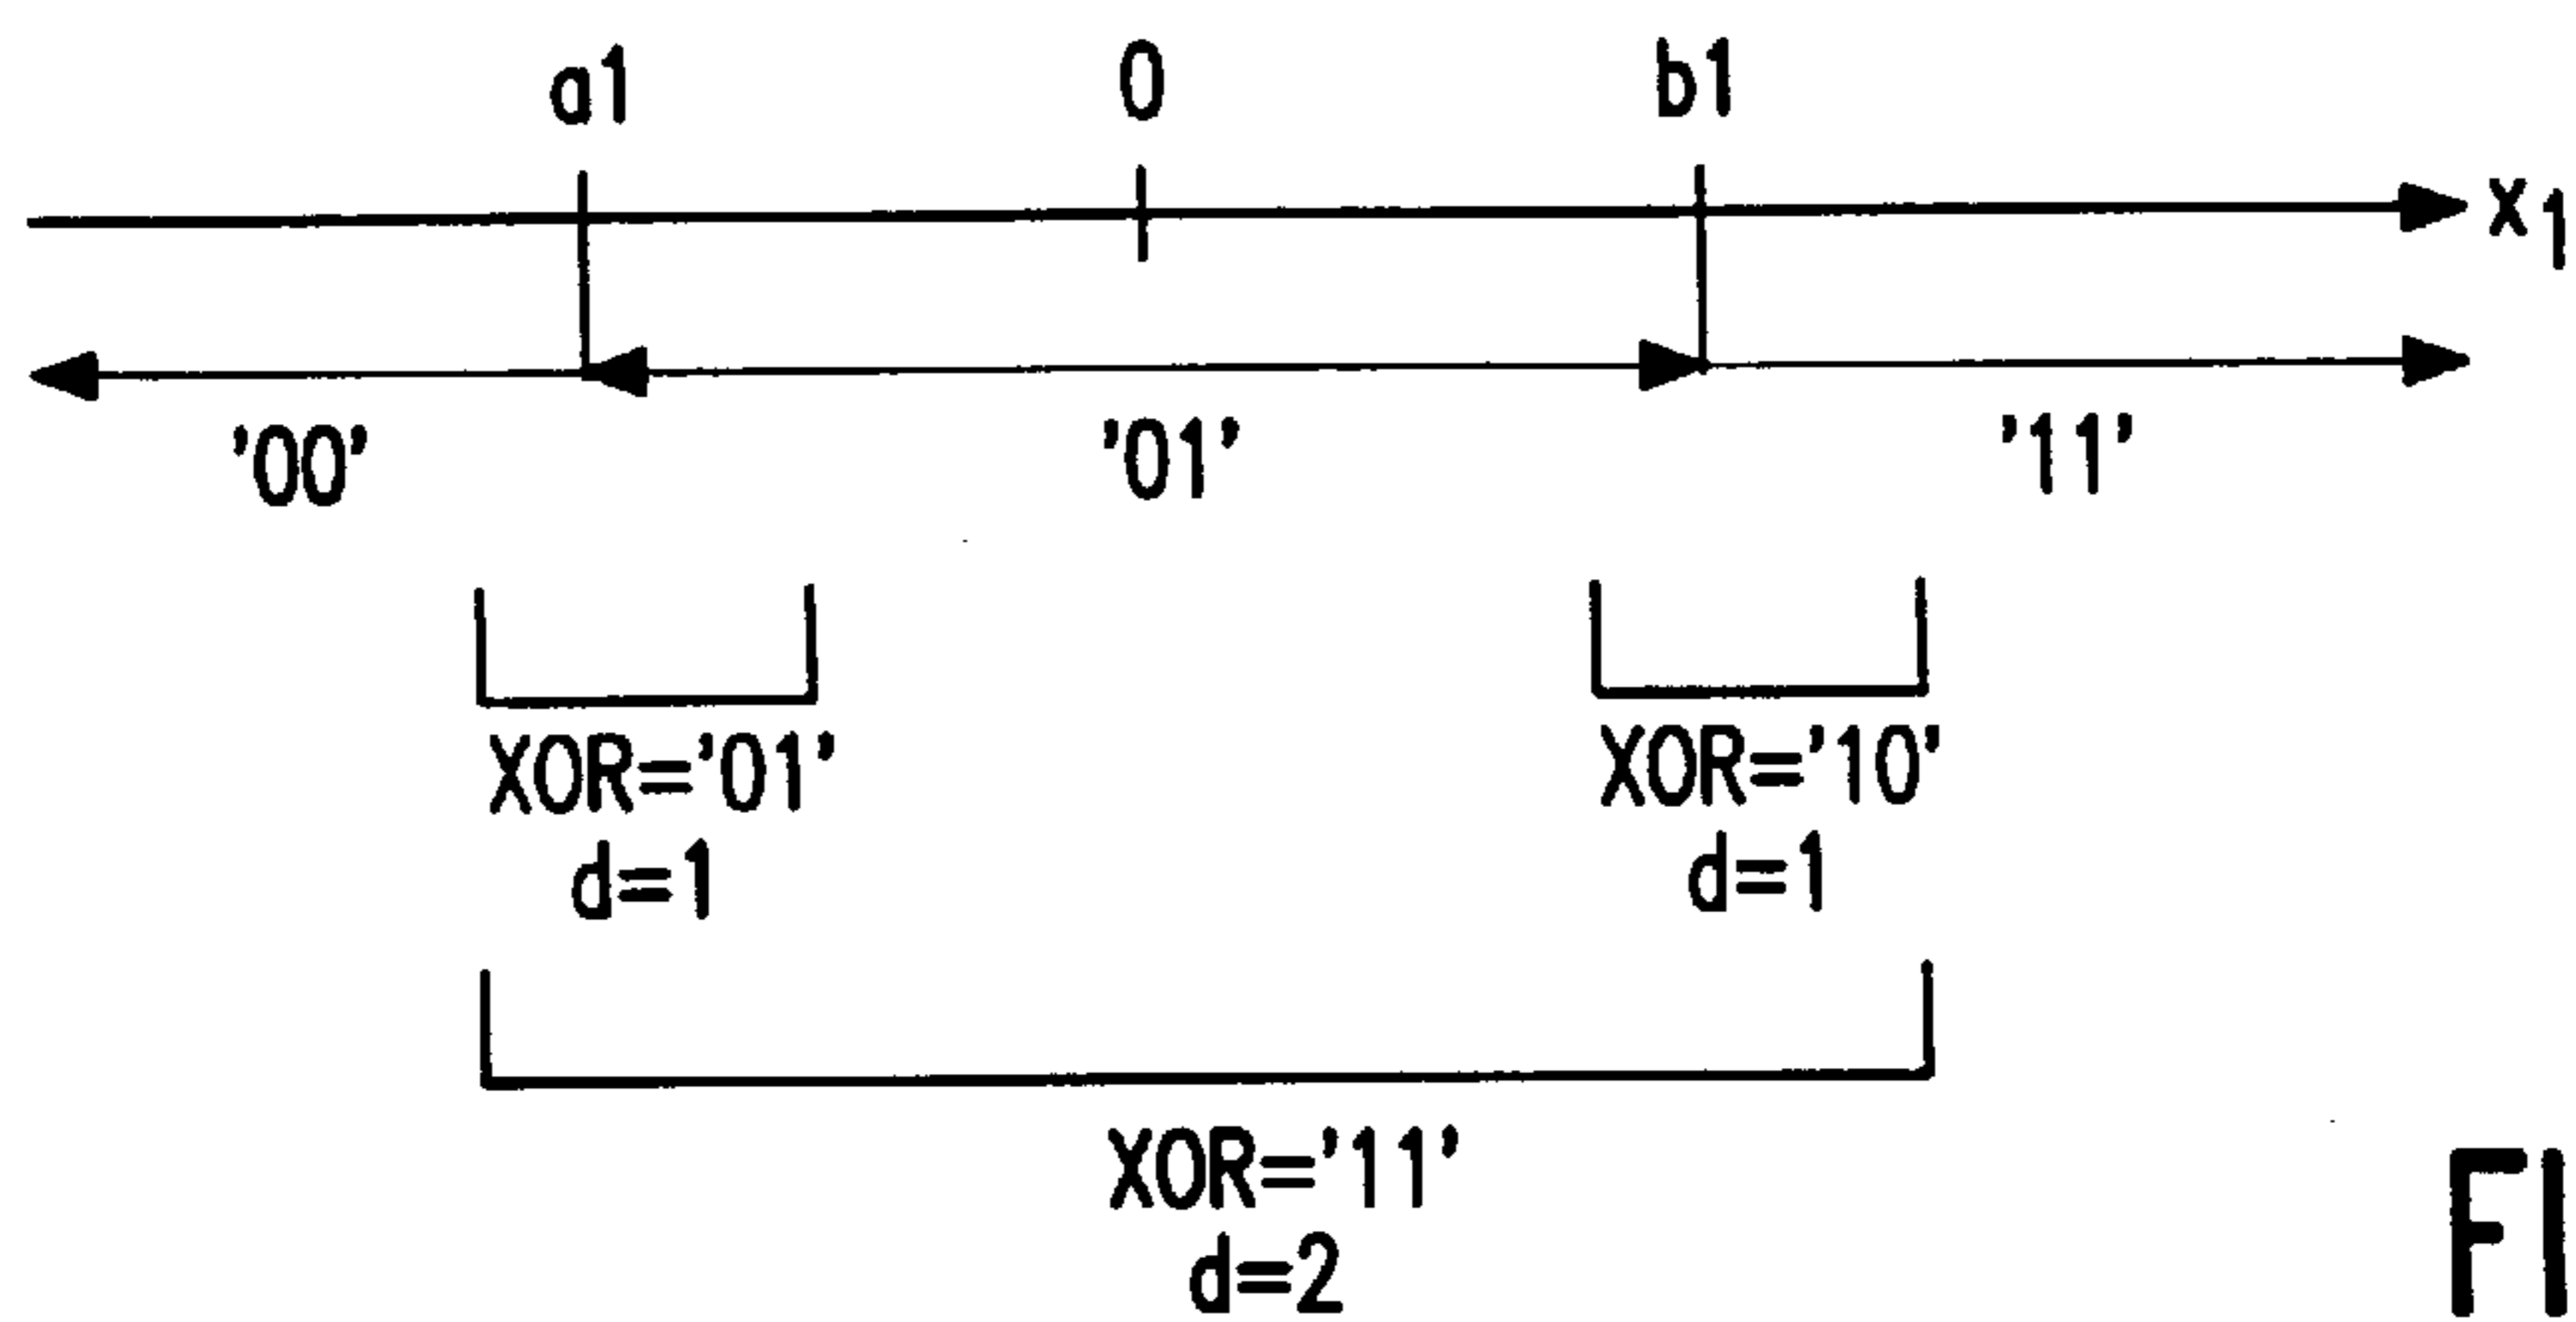 a1 0 b1
x1
'00' '01' '11'
XOR='01' XOR='10'
d=1 d=1
XOR='11'
d=2
FI